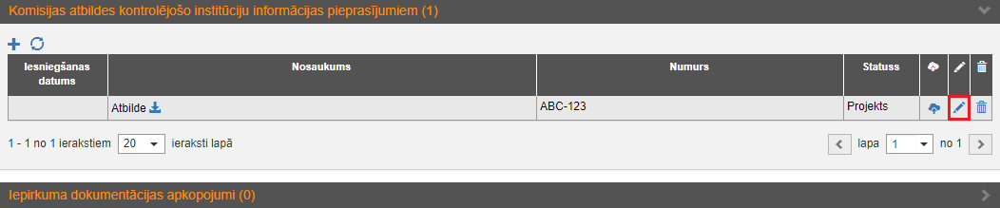 Komisijas atbildes kontrolējošo institūciju informācijas pieprasījumiem (1)
Iesniegšanas datums Nosaukums Numurs Statuss
Atbilde ABC-123 Projekts
1 - 1 no 1 ierakstiem 20 ieraksti lapā lapa 1 no 1
Iepirkuma dokumentācijas apkopojumi (0)